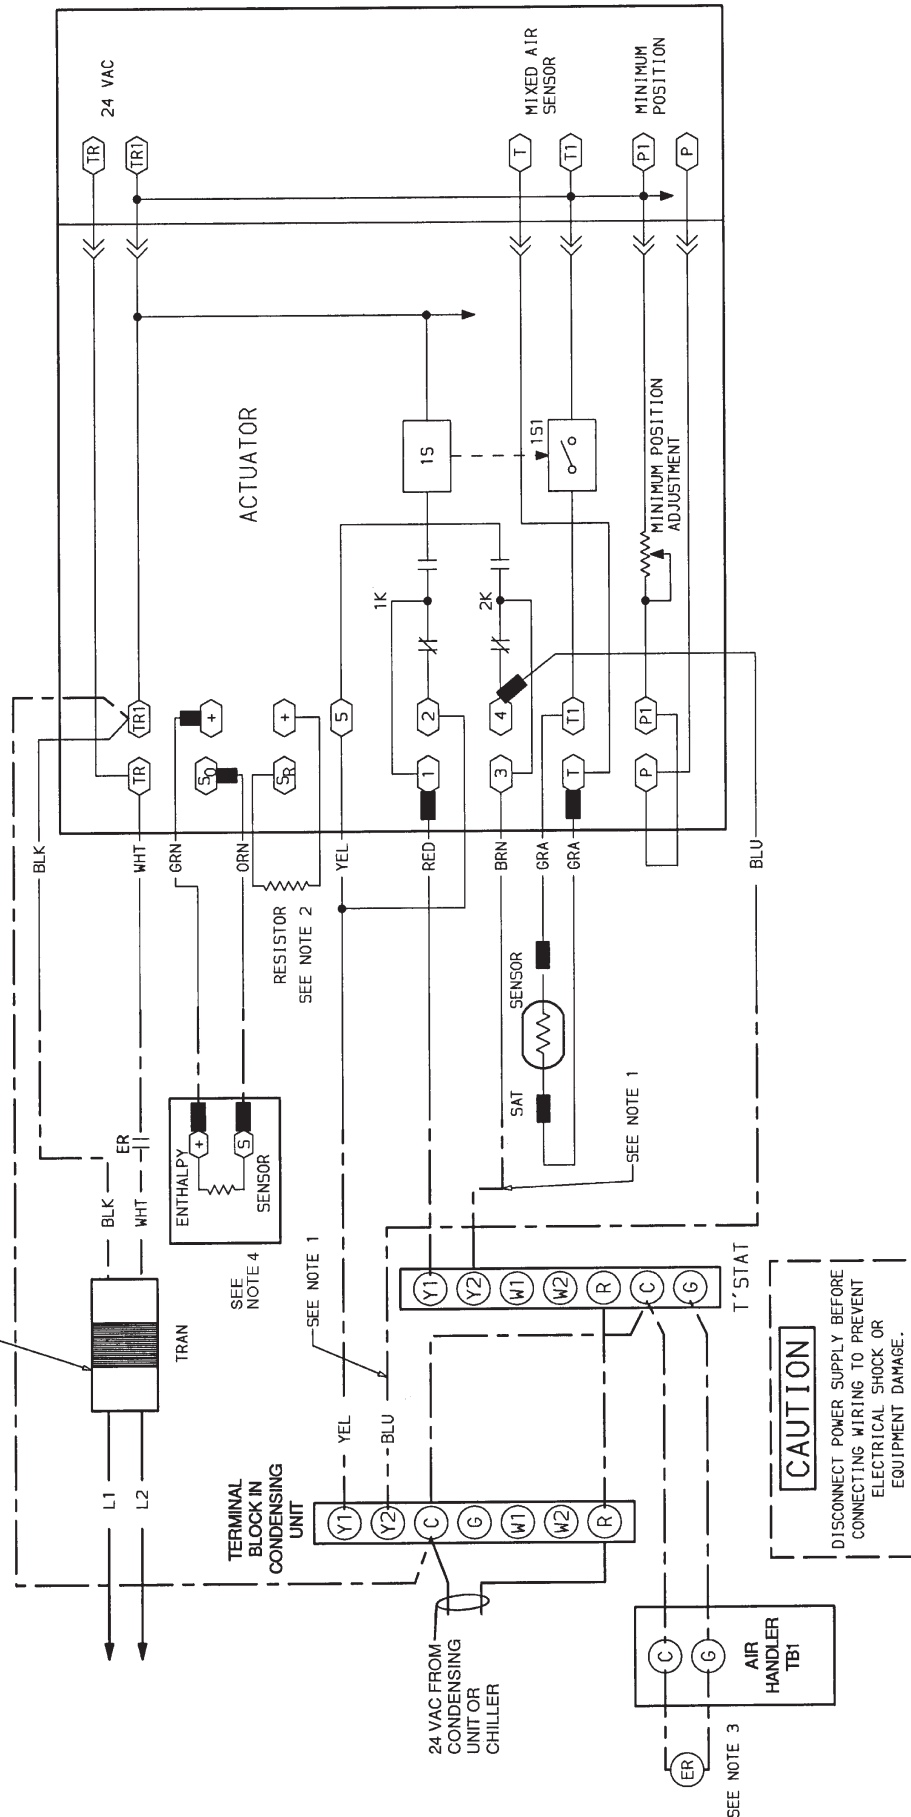 24 VAC
TR
TR1
MIXED AIR
SENSOR
T
T1
MINIMUM
POSITION
P1
P
ACTUATOR
1S
1S1
MINIMUM POSITION
ADJUSTMENT
1K
2K
TR1
+
+
5
2
4
T1
P1
TR
SO
SR
1
3
T
P
BLK
WHT
GRN
ORN
YEL
RED
BRN
GRA
GRA
BLU
RESISTOR
SEE NOTE 2
SENSOR
SAT
SEE NOTE 1
ER
BLK
WHT
ENTHALPY
+
S
SENSOR
SEE
NOTE 4
SEE NOTE 1
TRAN
Y1
Y2
W1
W2
R
C
G
T'STAT
L1
L2
YEL
BLU
TERMINAL
BLOCK IN
CONDENSING
UNIT
Y1
Y2
C
G
W1
W2
R
24 VAC FROM
CONDENSING
UNIT OR
CHILLER
C
G
AIR
HANDLER
TB1
ER
SEE NOTE 3
CAUTION
DISCONNECT POWER SUPPLY BEFORE
CONNECTING WIRING TO PREVENT
ELECTRICAL SHOCK OR
EQUIPMENT DAMAGE.